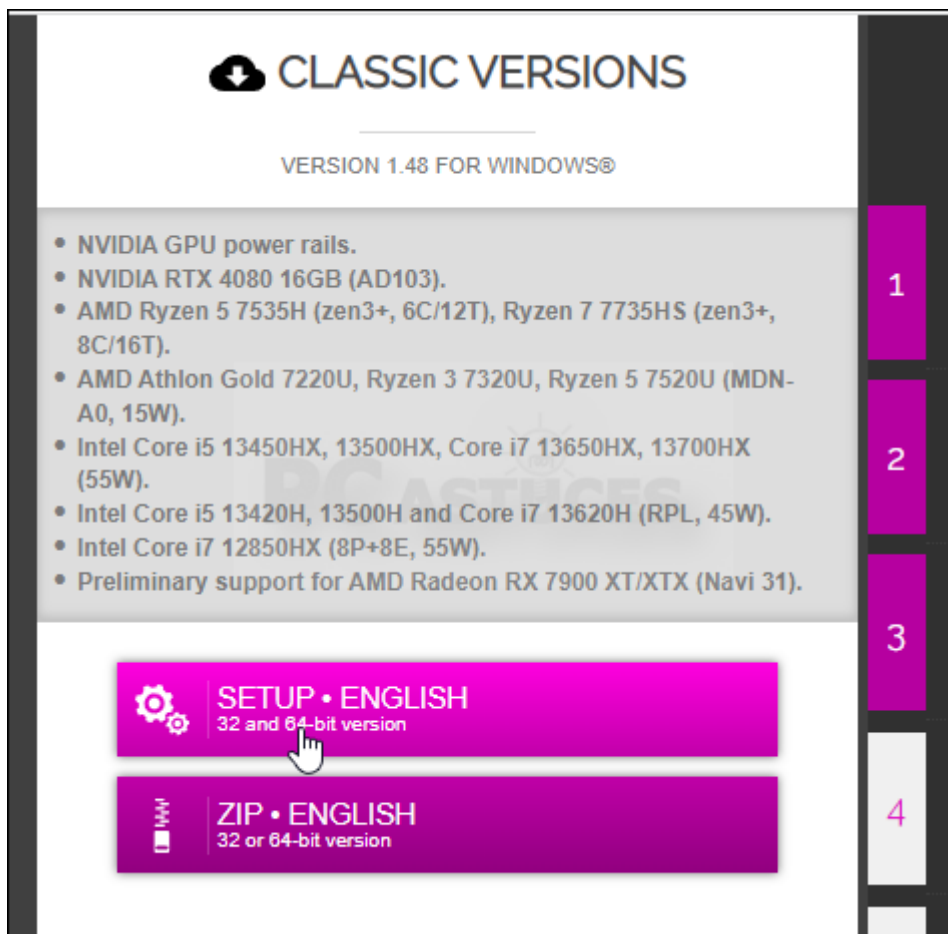 CLASSIC VERSIONS
VERSION 1.48 FOR WINDOWS®
• NVIDIA GPU power rails.
• NVIDIA RTX 4080 16GB (AD103).
• AMD Ryzen 5 7535H (zen3+, 6C/12T), Ryzen 7 7735HS (zen3+,
8C/16T).
• AMD Athlon Gold 7220U, Ryzen 3 7320U, Ryzen 5 7520U (MDN-
A0, 15W).
• Intel Core i5 13450HX, 13500HX, Core i7 13650HX, 13700HX
(55W).
• Intel Core i5 13420H, 13500H and Core i7 13620H (RPL, 45W).
• Intel Core i7 12850HX (8P+8E, 55W).
• Preliminary support for AMD Radeon RX 7900 XT/XTX (Navi 31).
PC ASTUCES
SETUP • ENGLISH
32 and 64-bit version
ZIP • ENGLISH
32 or 64-bit version
1
2
3
4